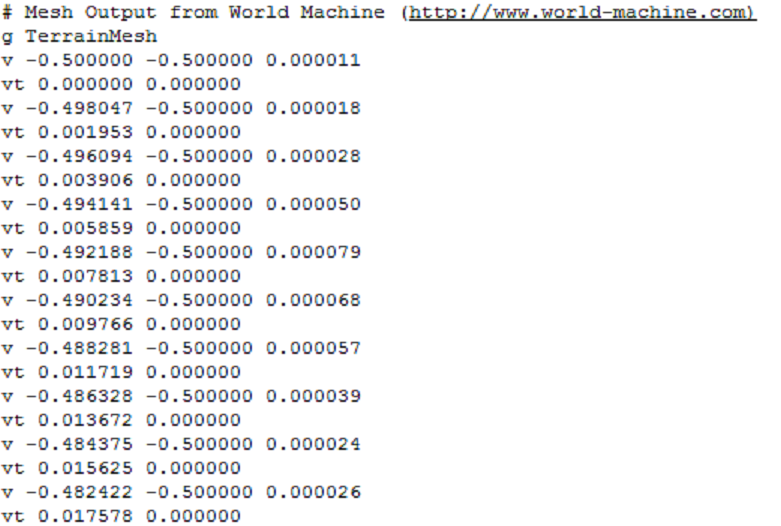 # Mesh Output from World Machine (http://www.world-machine.com)
g TerrainMesh
v -0.500000 -0.500000 0.000011
vt 0.000000 0.000000
v -0.498047 -0.500000 0.000018
vt 0.001953 0.000000
v -0.496094 -0.500000 0.000028
vt 0.003906 0.000000
v -0.494141 -0.500000 0.000050
vt 0.005859 0.000000
v -0.492188 -0.500000 0.000079
vt 0.007813 0.000000
v -0.490234 -0.500000 0.000068
vt 0.009766 0.000000
v -0.488281 -0.500000 0.000057
vt 0.011719 0.000000
v -0.486328 -0.500000 0.000039
vt 0.013672 0.000000
v -0.484375 -0.500000 0.000024
vt 0.015625 0.000000
v -0.482422 -0.500000 0.000026
vt 0.017578 0.000000